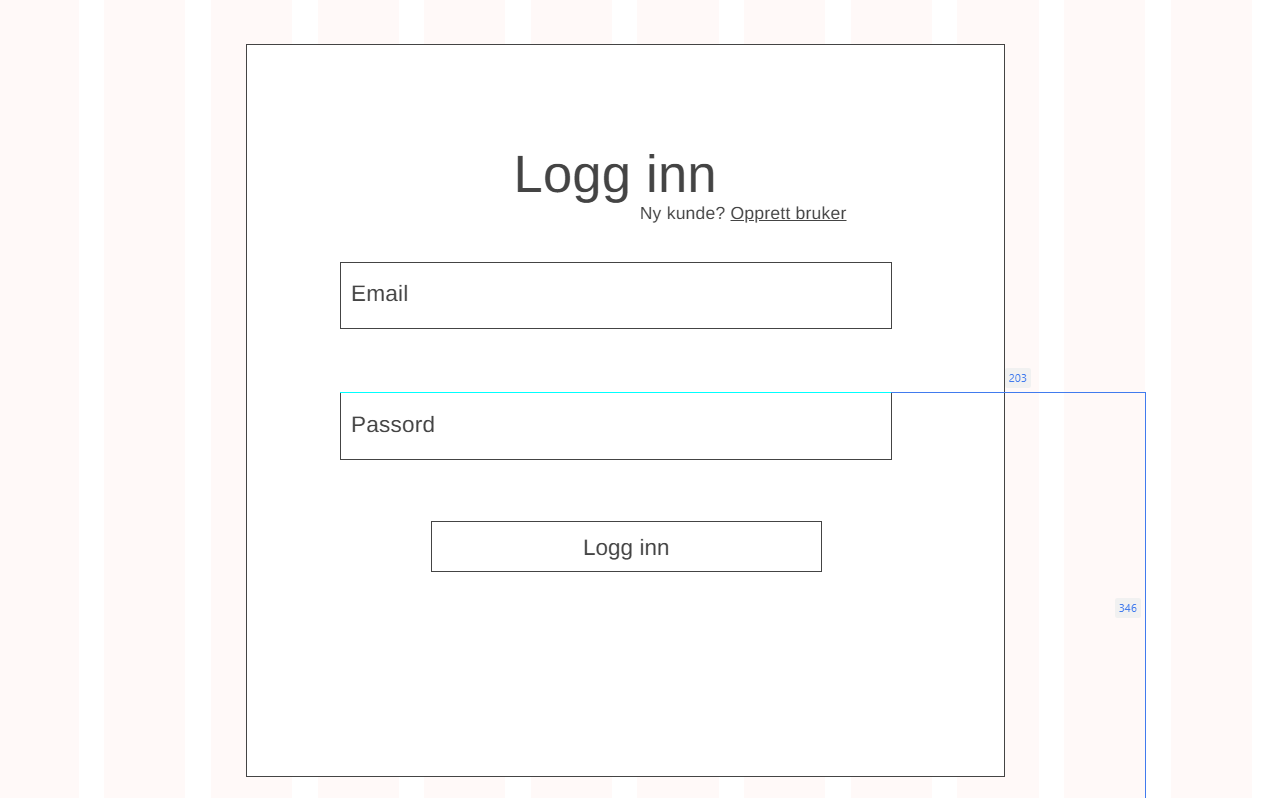 Logg inn
Ny kunde? Opprett bruker
Email
203
Passord
Logg inn
346